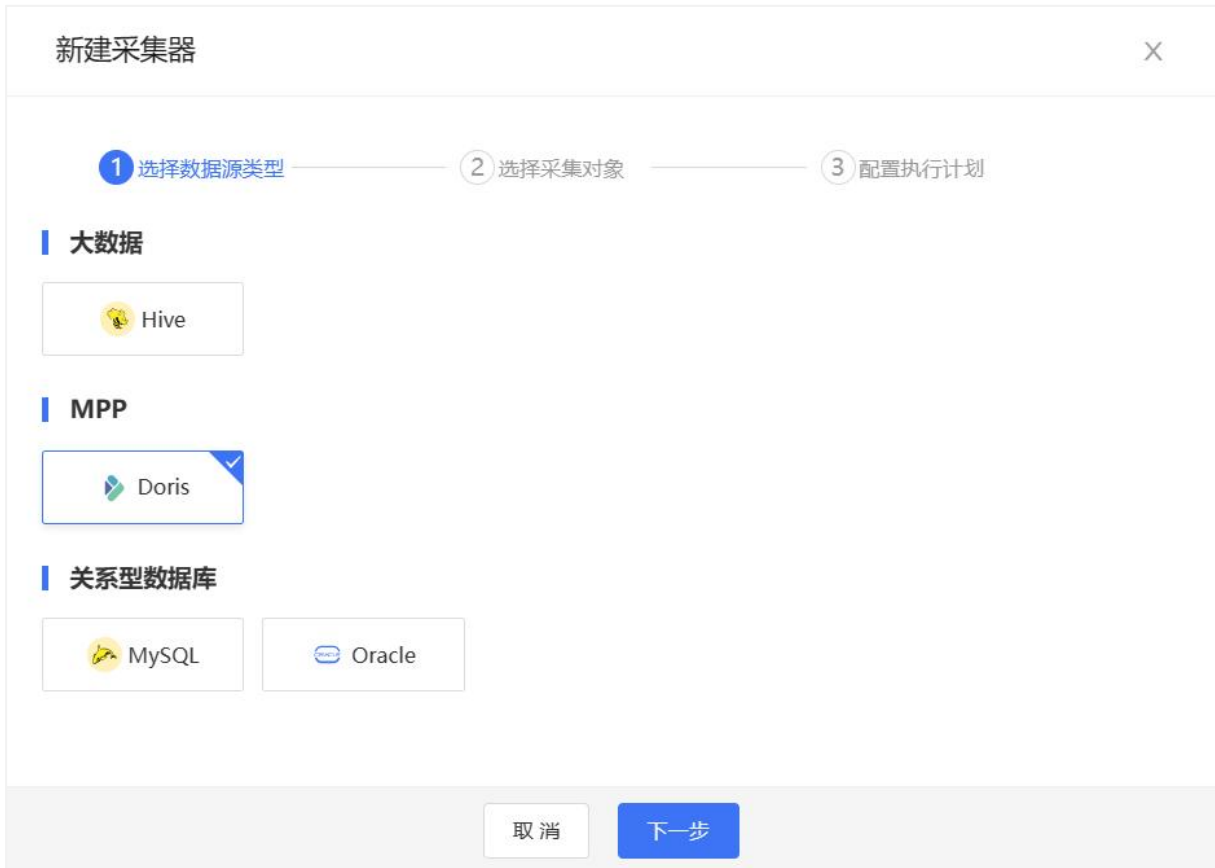 新建采集器
1 选择数据源类型 2 选择采集对象 3 配置执行计划
大数据
Hive
MPP
Doris
关系型数据库
MySQL Oracle
取 消 下一步